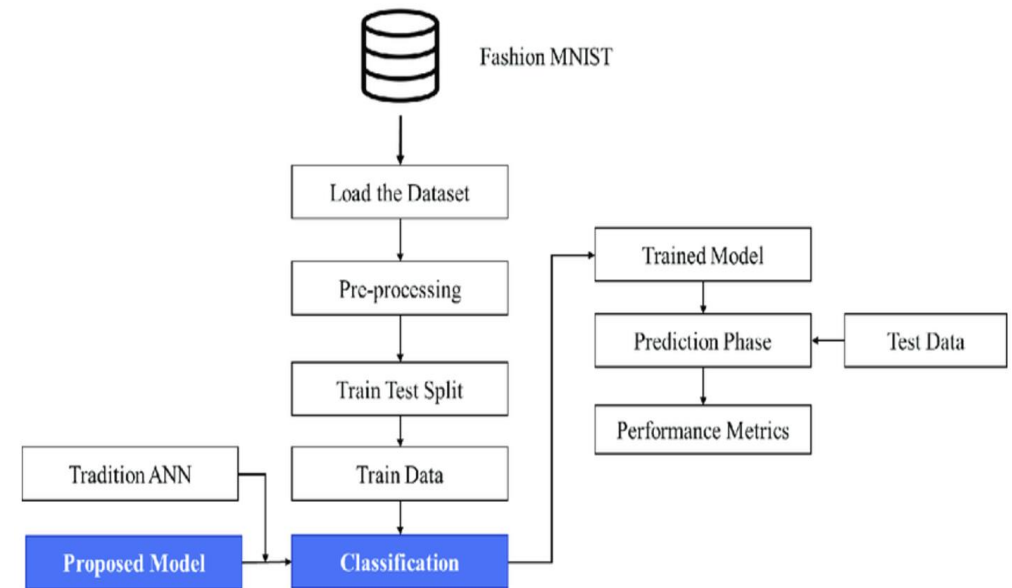 Fashion MNIST
Load the Dataset
Pre-processing
Train Test Split
Train Data
Tradition ANN
Proposed Model
Classification
Trained Model
Prediction Phase
Test Data
Performance Metrics